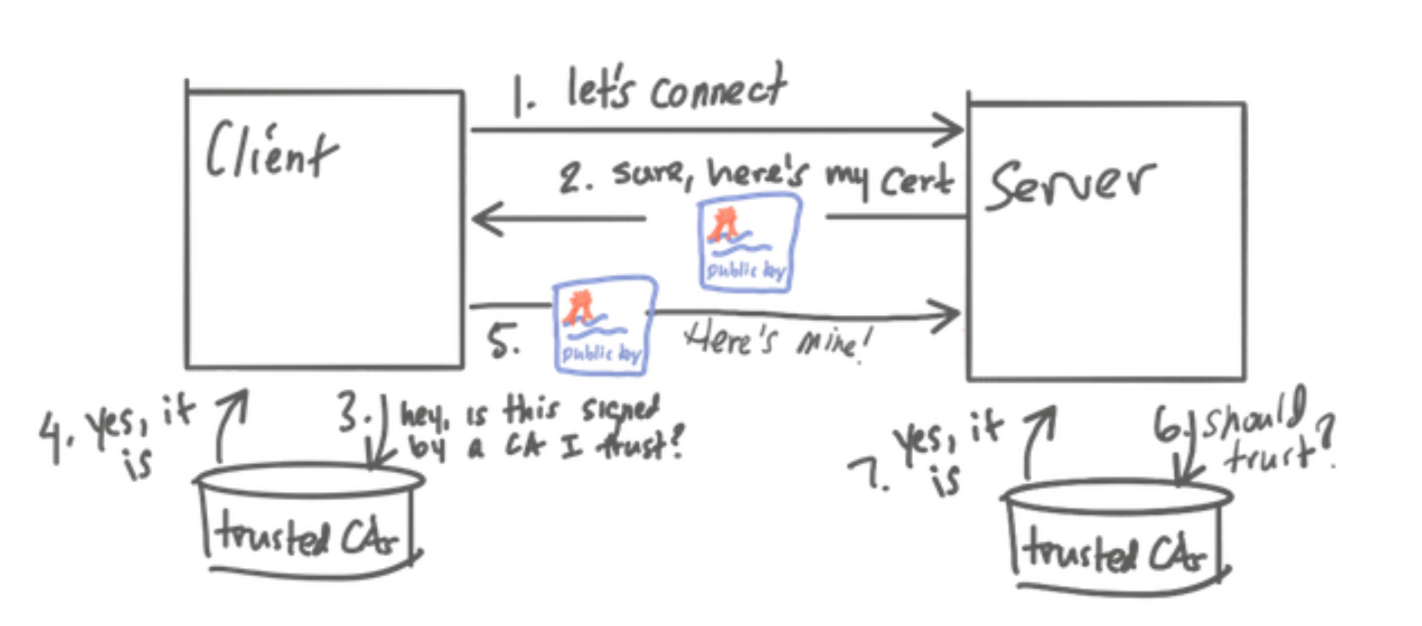 1. let's connect
Client
2. sure, here's my cert
Server
public key
5.
public key
Here's mine!
4. yes, it
is
3. hey, is this signed
by a CA I trust?
trusted CAs
7. yes, it
is
6. should
trust?
trusted CAs